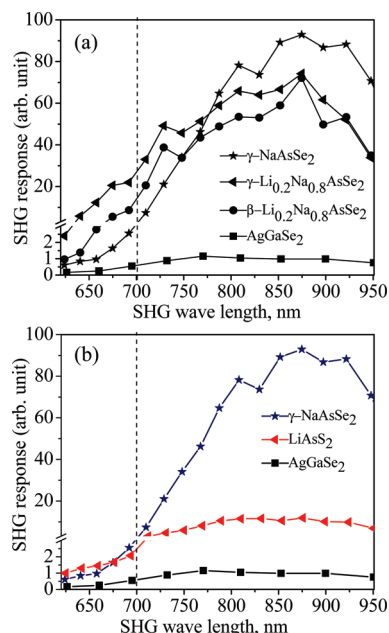 (a)
SHG response (arb. unit)
100
80
60
40
20
2
1
0
γ-NaAsSe2
γ-Li0.2Na0.8AsSe2
β-Li0.2Na0.8AsSe2
AgGaSe2
650 700 750 800 850 900 950
SHG wave length, nm
(b)
SHG response (arb. unit)
100
80
60
40
20
2
1
0
γ-NaAsSe2
LiAsS2
AgGaSe2
650 700 750 800 850 900 950
SHG wave length, nm